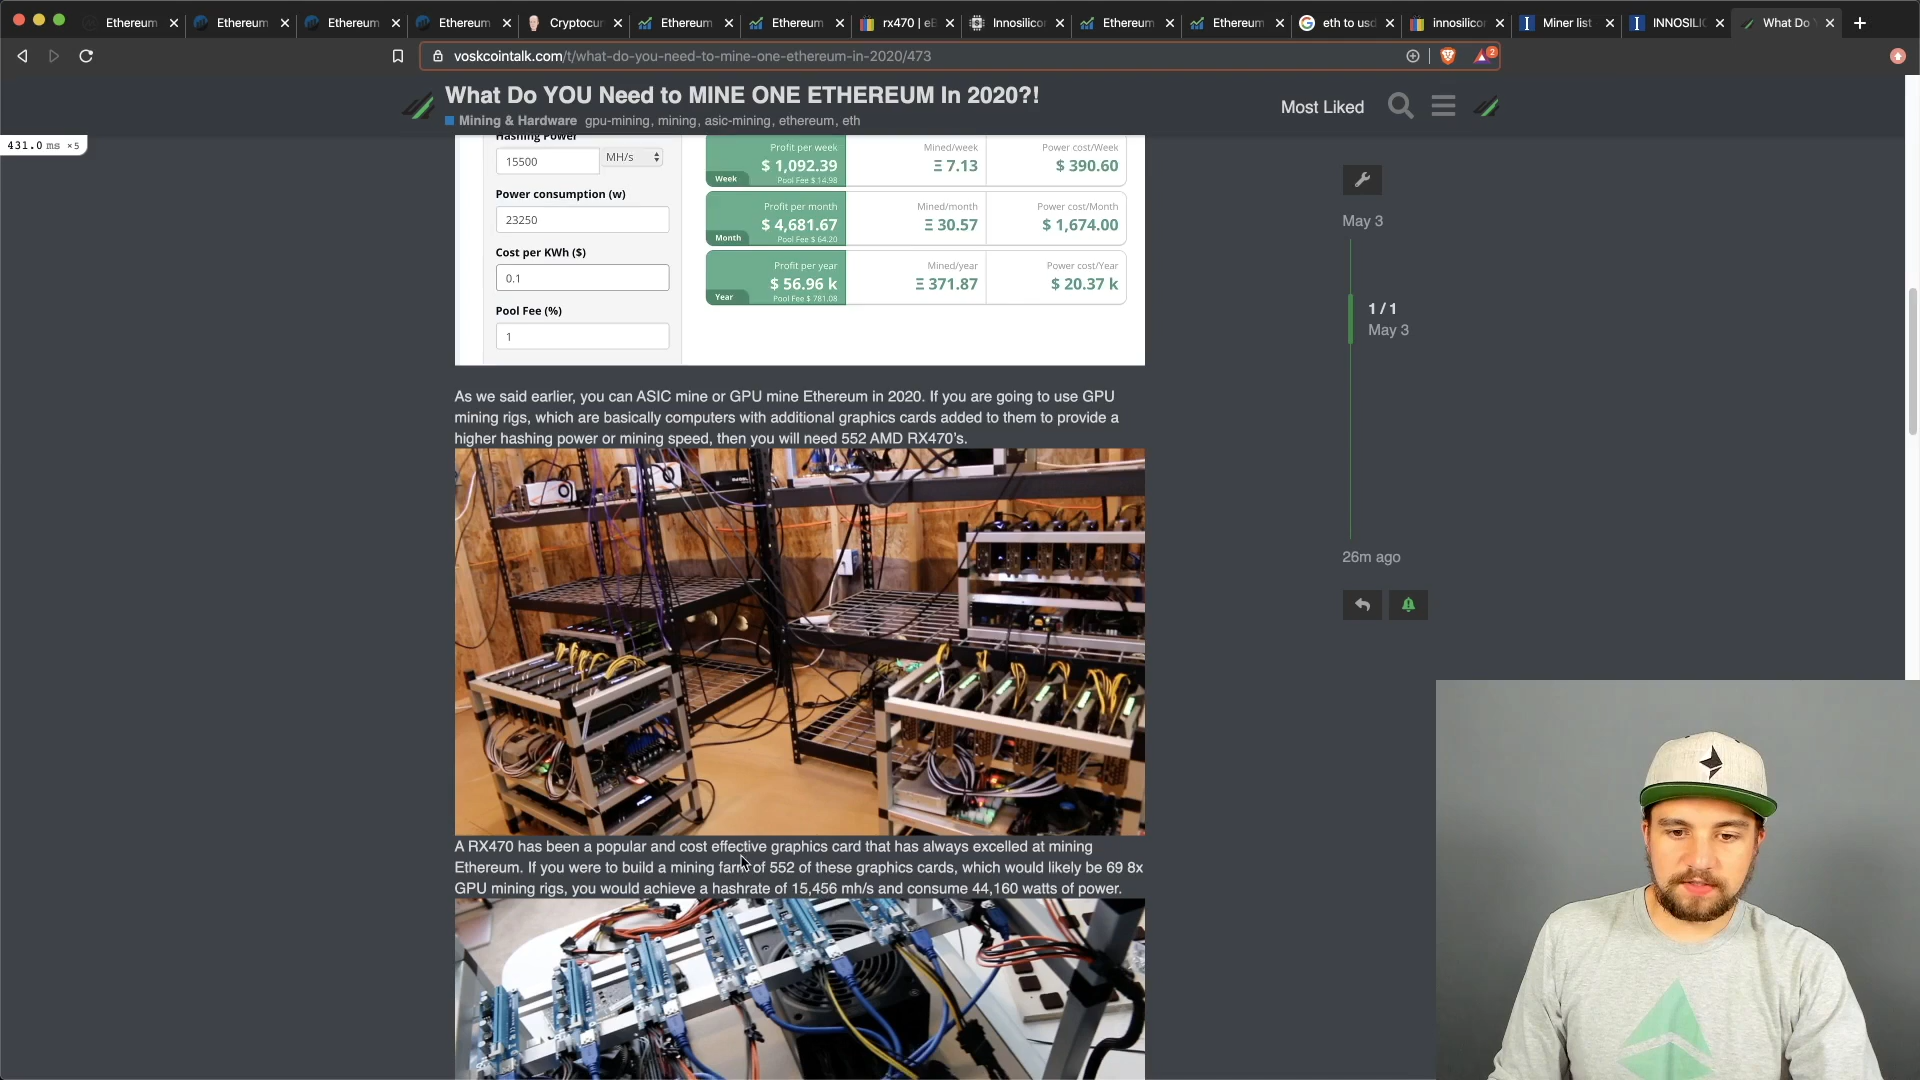 Ethereum
Ethereum
Ethereum
Ethereum
Cryptocu
Ethereum
Ethereum
rx470 | eB
Innosilico
Ethereum
Ethereum
eth to usd
innosilicor
Miner list
INNOSILIC
What Do Y
voskcointalk.com/t/what-do-you-need-to-mine-one-ethereum-in-2020/473
2
What Do YOU Need to MINE ONE ETHEREUM In 2020?!
Mining & Hardware gpu-mining, mining, asic-mining, ethereum, eth
Most Liked
431.0 ms ×5
Hashing Power
15500
MH/s
Power consumption (w)
23250
Cost per KWh ($)
0.1
Pool Fee (%)
1
Profit per week
$ 1,092.39
Pool Fee $ 14.98
Week
Mined/week
Ξ 7.13
Power cost/Week
$ 390.60
Profit per month
$ 4,681.67
Pool Fee $ 64.20
Month
Mined/month
Ξ 30.57
Power cost/Month
$ 1,674.00
Profit per year
$ 56.96 k
Pool Fee $ 781.08
Year
Mined/year
Ξ 371.87
Power cost/Year
$ 20.37 k
May 3
1 / 1
May 3
26m ago
As we said earlier, you can ASIC mine or GPU mine Ethereum in 2020. If you are going to use GPU
mining rigs, which are basically computers with additional graphics cards added to them to provide a
higher hashing power or mining speed, then you will need 552 AMD RX470's.
A RX470 has been a popular and cost effective graphics card that has always excelled at mining
Ethereum. If you were to build a mining farm of 552 of these graphics cards, which would likely be 69 8x
GPU mining rigs, you would achieve a hashrate of 15,456 mh/s and consume 44,160 watts of power.